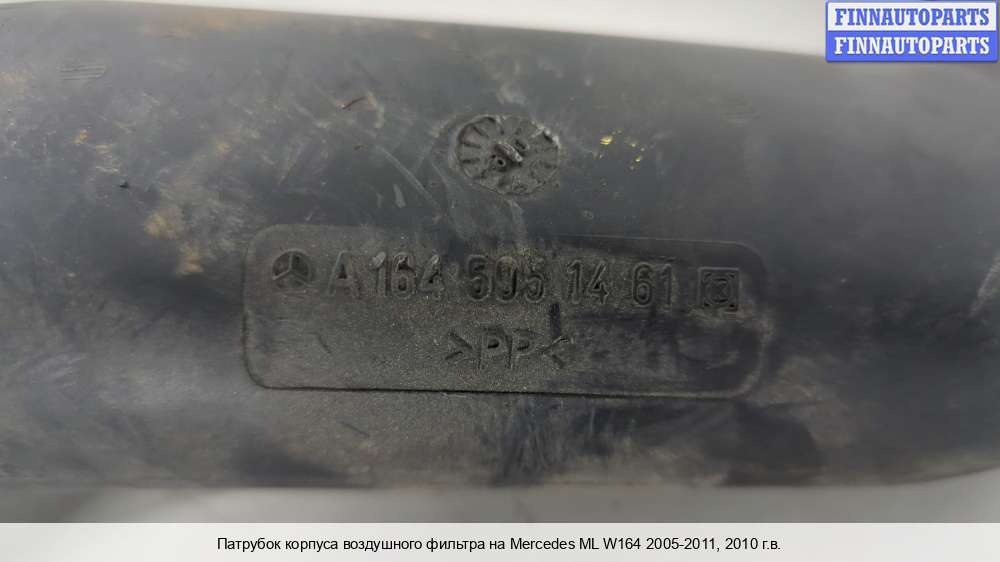 FINNAUTOPARTS
FINNAUTOPARTS
A 164 505 14 61
>PP<
Патрубок корпуса воздушного фильтра на Mercedes ML W164 2005-2011, 2010 г.в.